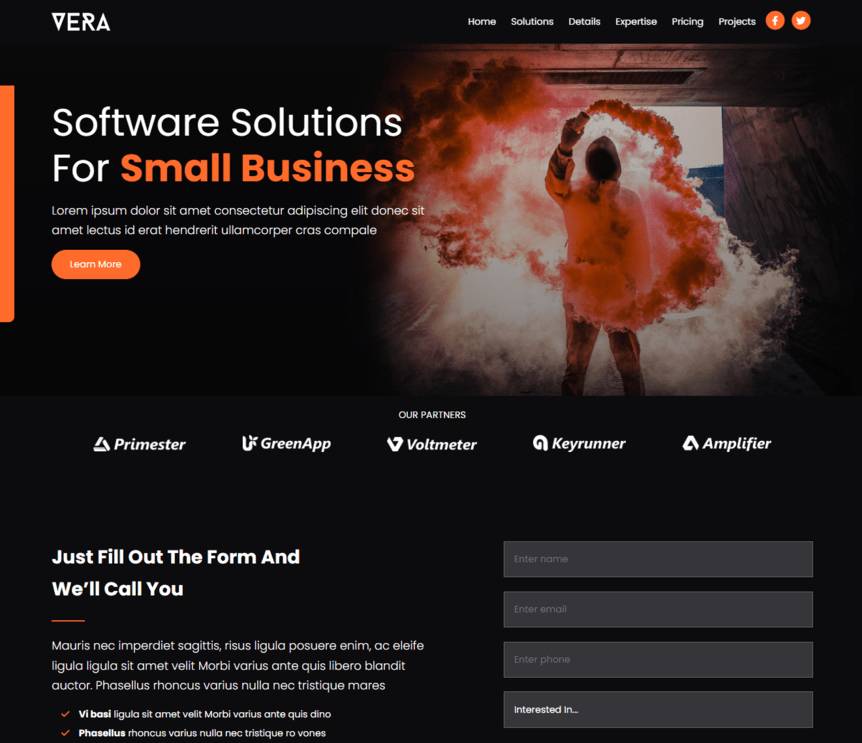 VERA
Home Solutions Details Expertise Pricing Projects
Software Solutions
For Small Business
Lorem ipsum dolor sit amet consectetur adipiscing elit donec sit
amet lectus id erat hendrerit ullamcorper cras compale
Learn More
OUR PARTNERS
Primester GreenApp Voltmeter Keyrunner Amplifier
Just Fill Out The Form And
We'll Call You
Mauris nec imperdiet sagittis, risus ligula posuere enim, ac eleife
ligula ligula sit amet velit Morbi varius ante quis libero blandit
auctor. Phasellus rhoncus varius nulla nec tristique mares
Vi basi ligula sit amet velit Morbi varius ante quis dino
Phasellus rhoncus varius nulla nec tristique ro vones
Enter name
Enter email
Enter phone
Interested In...